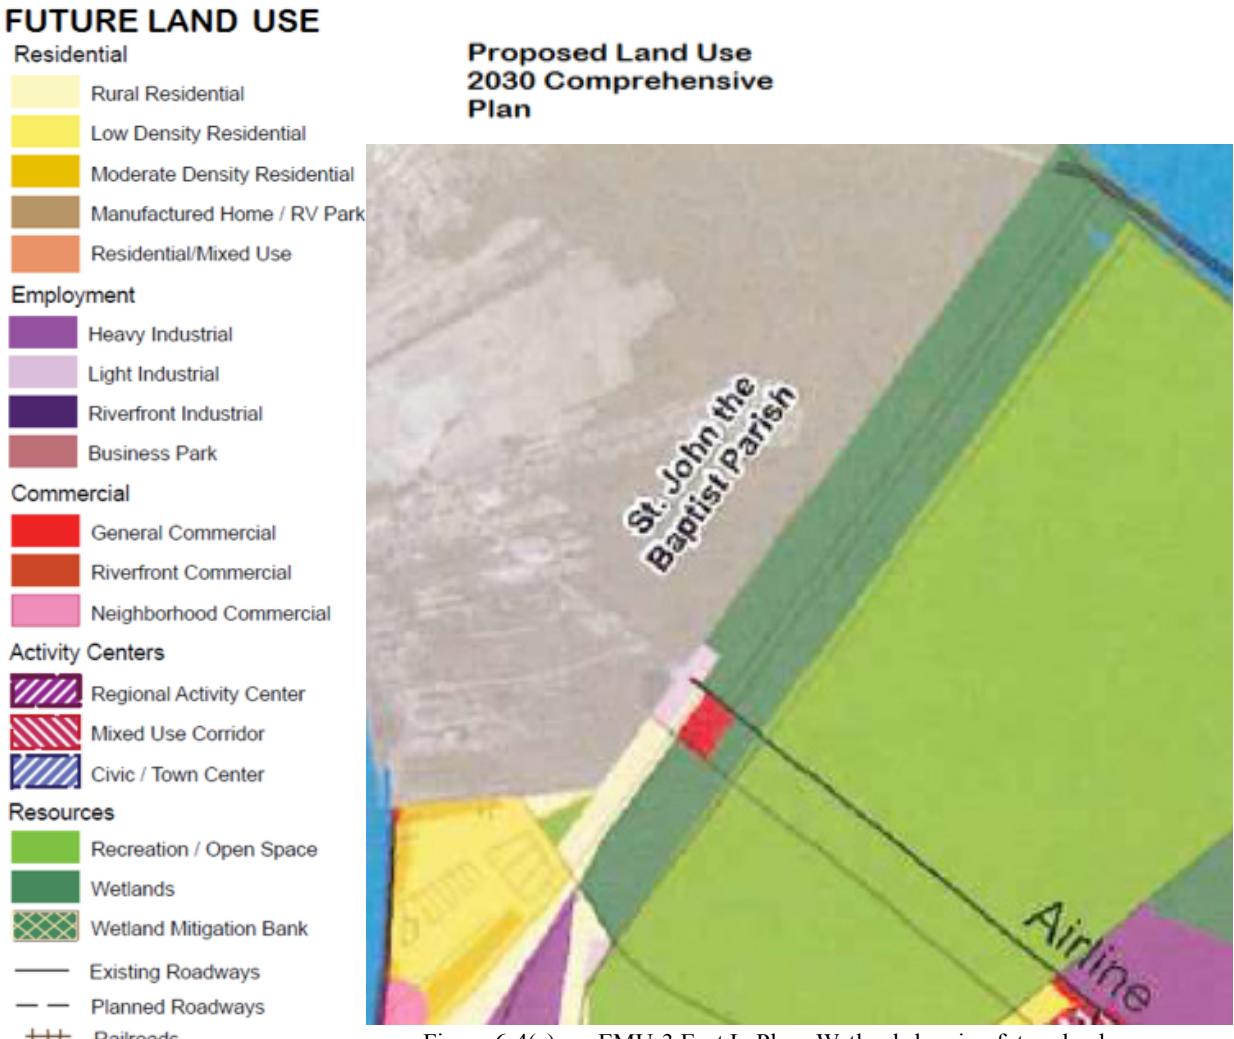 FUTURE LAND USE
Residential
Rural Residential
Low Density Residential
Moderate Density Residential
Manufactured Home / RV Park
Residential/Mixed Use
Employment
Heavy Industrial
Light Industrial
Riverfront Industrial
Business Park
Commercial
General Commercial
Riverfront Commercial
Neighborhood Commercial
Activity Centers
Regional Activity Center
Mixed Use Corridor
Civic / Town Center
Resources
Recreation / Open Space
Wetlands
Wetland Mitigation Bank
Existing Roadways
Planned Roadways
Railroads
Proposed Land Use
2030 Comprehensive
Plan
St. John the
Baptist Parish
Airline